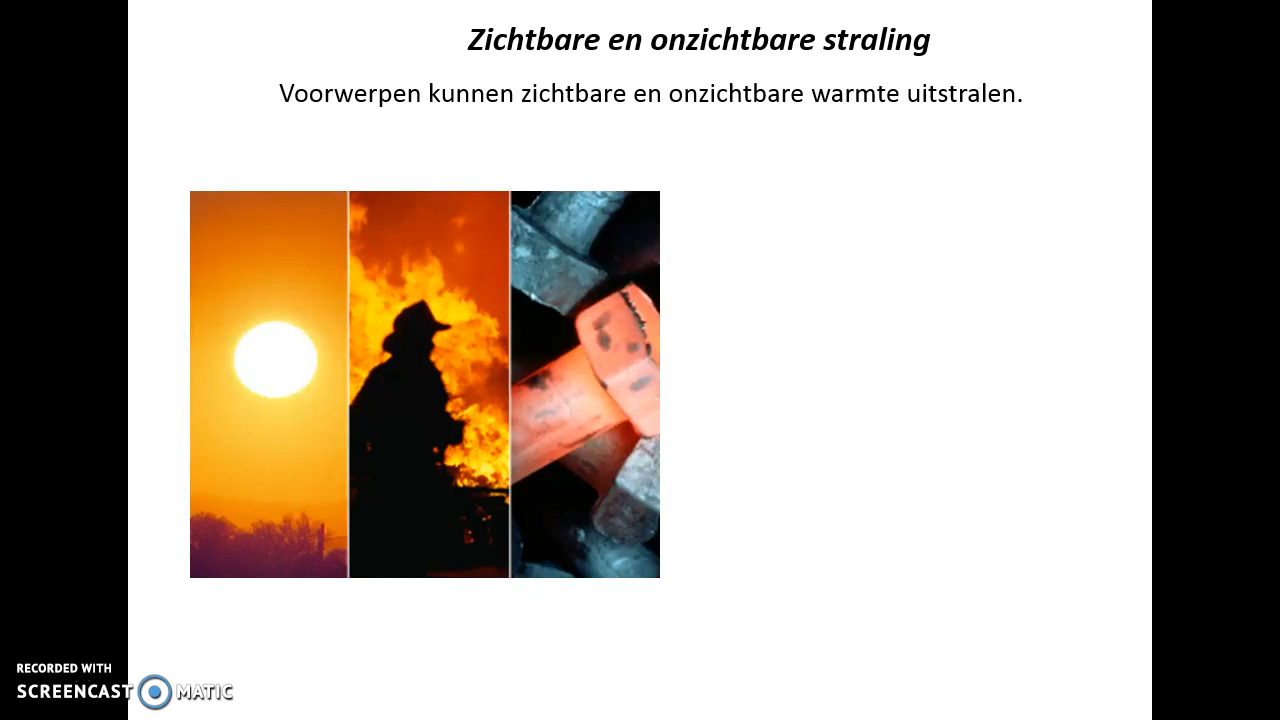 Zichtbare en onzichtbare straling
Voorwerpen kunnen zichtbare en onzichtbare warmte uitstralen.
RECORDED WITH
SCREENCAST MATIC